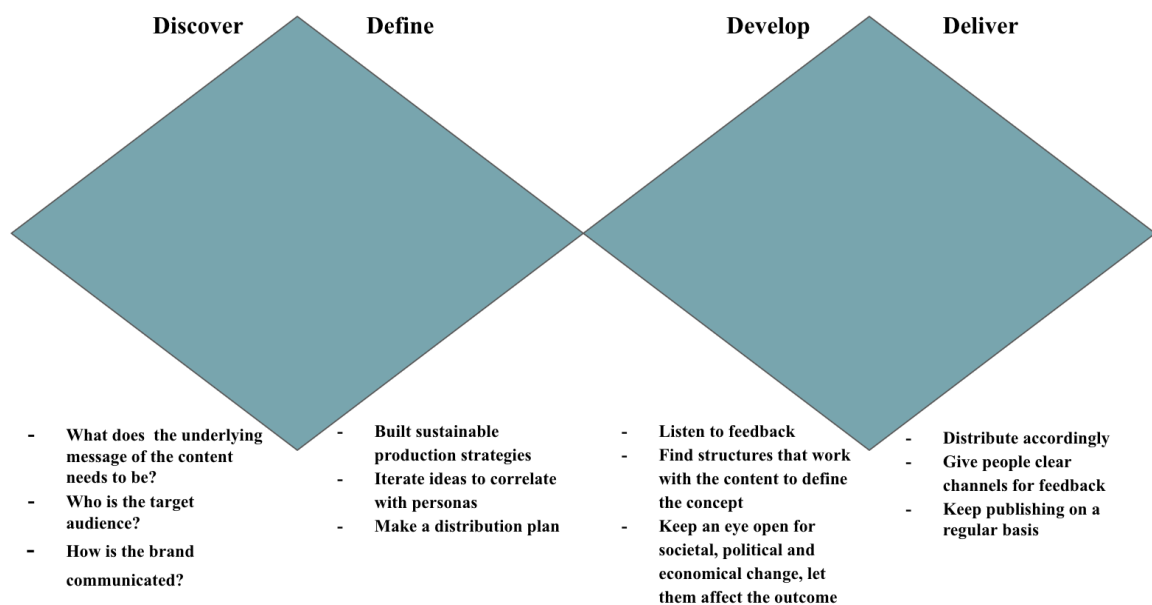 Discover
Define
Develop
Deliver
- What does the underlying
message of the content
needs to be?
- Who is the target
audience?
- How is the brand
communicated?
- Built sustainable
production strategies
- Iterate ideas to correlate
with personas
- Make a distribution plan
- Listen to feedback
- Find structures that work
with the content to define
the concept
- Keep an eye open for
societal, political and
economical change, let
them affect the outcome
- Distribute accordingly
- Give people clear
channels for feedback
- Keep publishing on a
regular basis